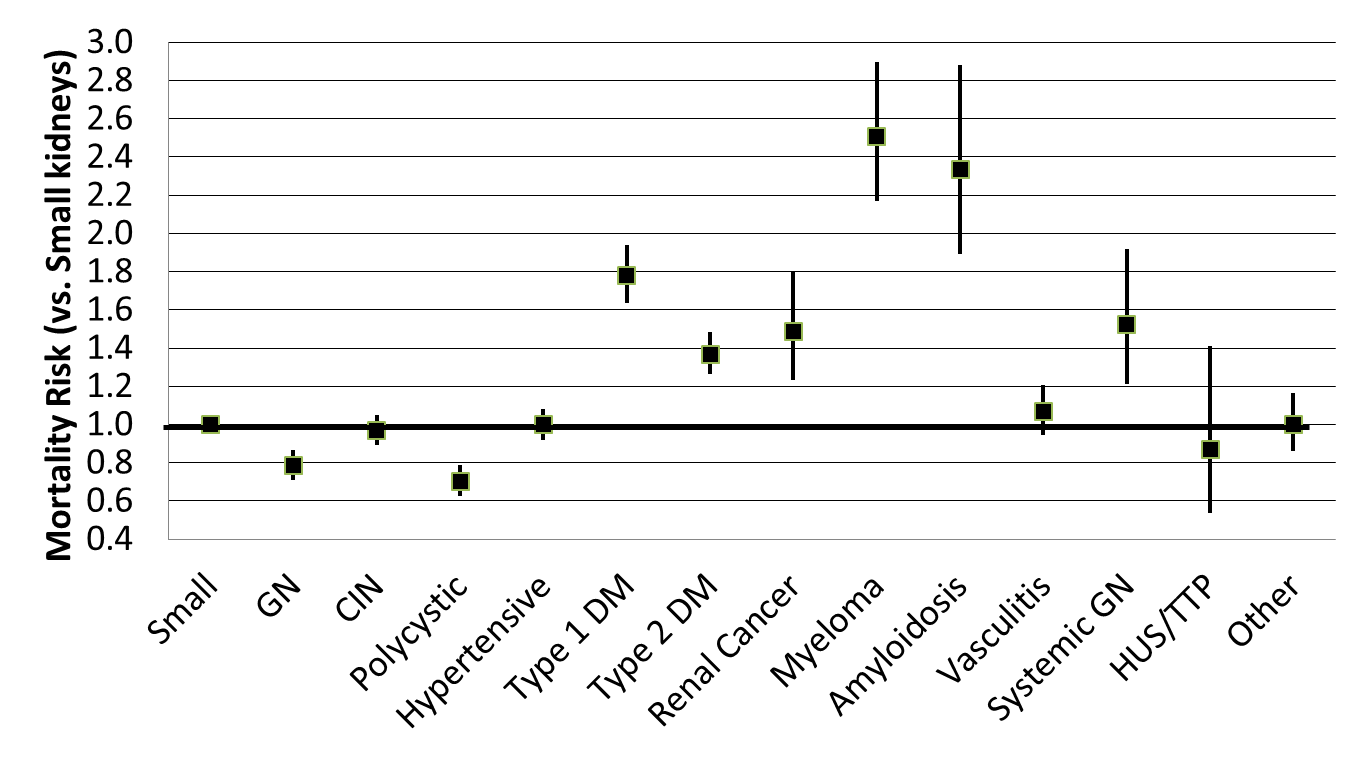 Mortality Risk (vs. Small kidneys)
3.0
2.8
2.6
2.4
2.2
2.0
1.8
1.6
1.4
1.2
1.0
0.8
0.6
0.4
Small
GN
CIN
Polycystic
Hypertensive
Type 1 DM
Type 2 DM
Renal Cancer
Myeloma
Amyloidosis
Vasculitis
Systemic GN
HUS/TTP
Other